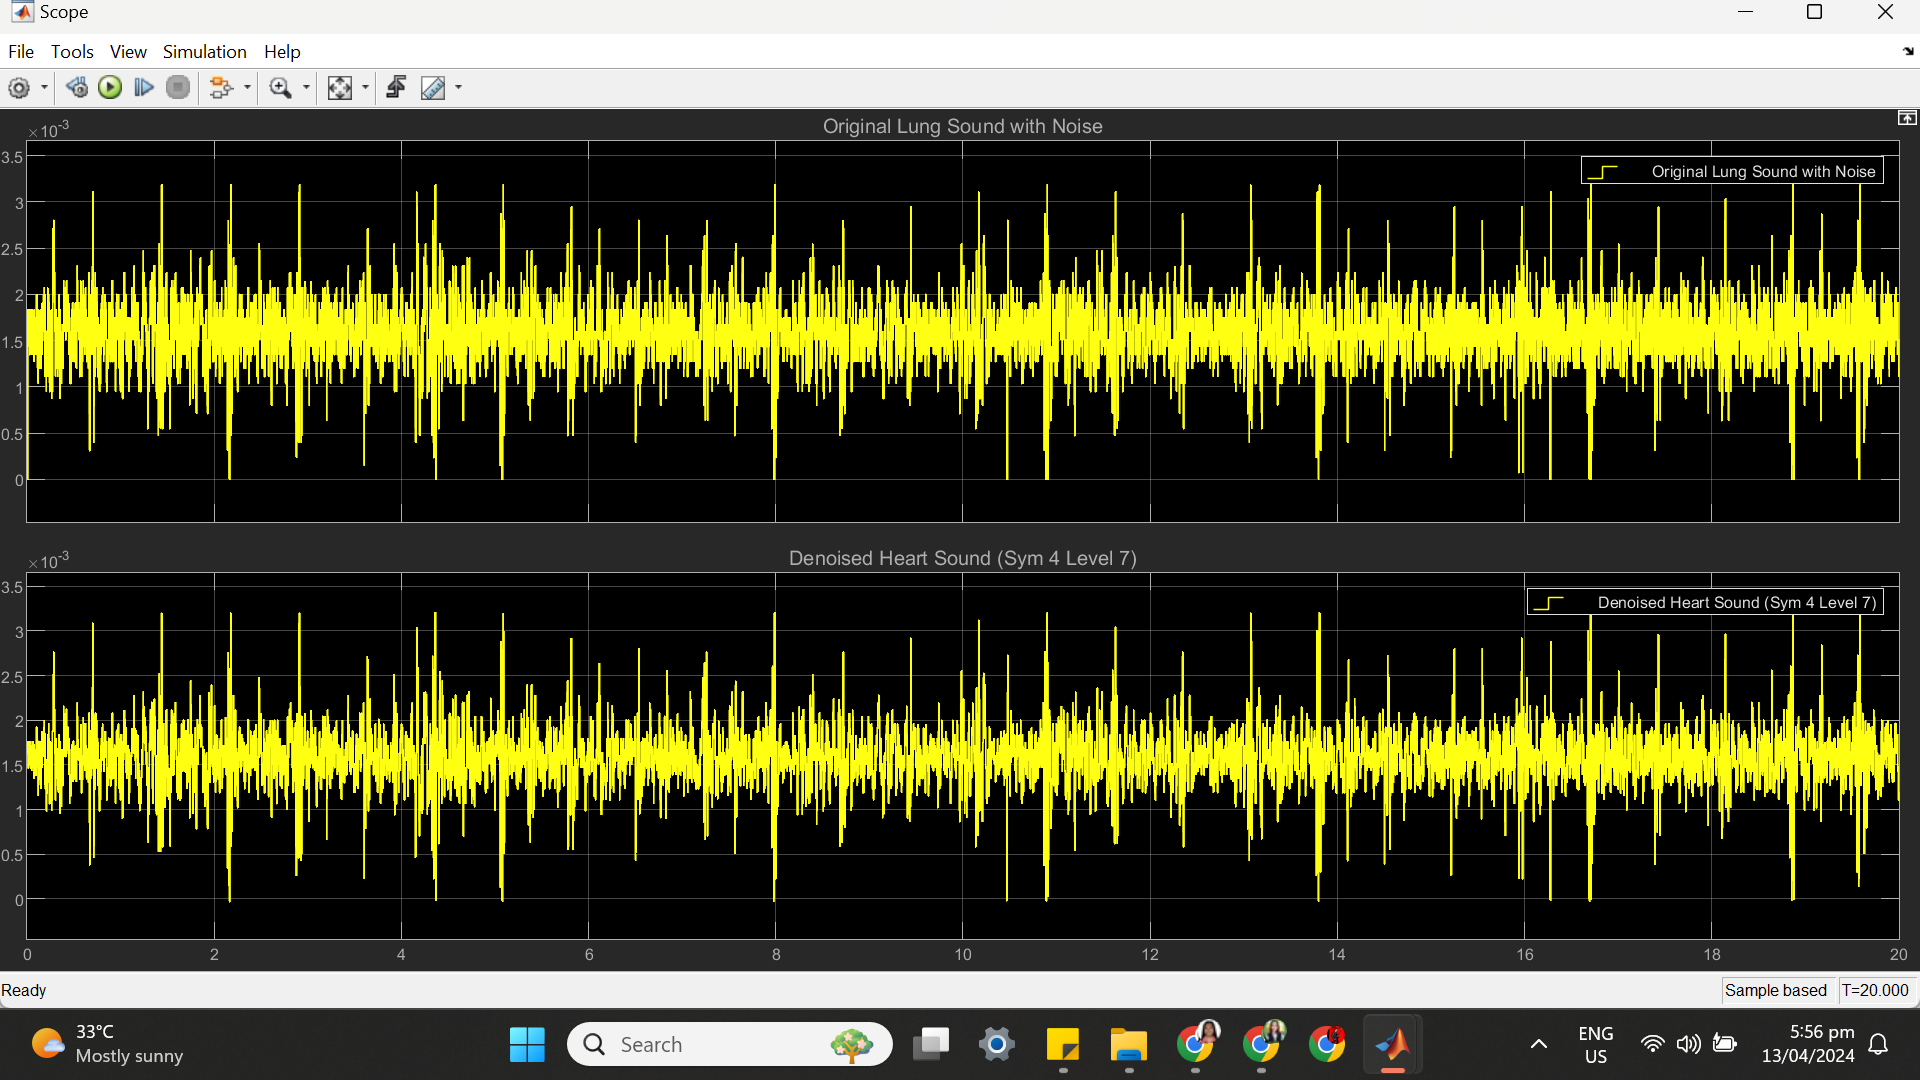 Scope
File Tools View Simulation Help
×10-3
Original Lung Sound with Noise
3.5
Original Lung Sound with Noise
3
2.5
2
1.5
1
0.5
0
×10-3
Denoised Heart Sound (Sym 4 Level 7)
3.5
Denoised Heart Sound (Sym 4 Level 7)
3
2.5
2
1.5
1
0.5
0
0 2 4 6 8 10 12 14 16 18 20
Ready
Sample based T=20.000
33°C
Mostly sunny
Search
ENG
US
5:56 pm
13/04/2024